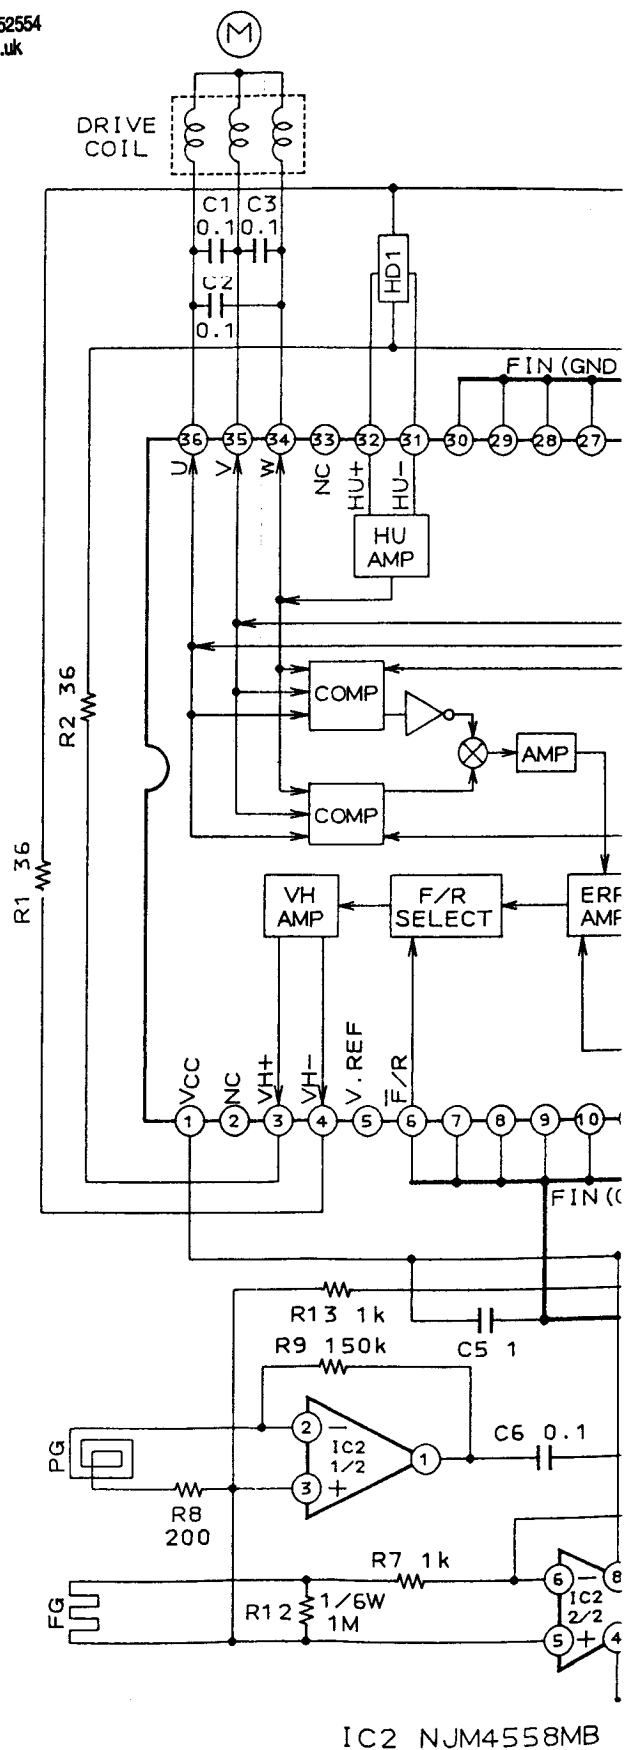 52554
.uk
M
DRIVE
COIL
C1 C3
0.1 0.1
C2
0.1
HD1
FIN (GND
36 35 34 33 32 31 30 29 28 27
U V W NC HU+ HU-
HU
AMP
R2 36
COMP
AMP
COMP
R1 36
VH
AMP
F/R
SELECT
ERR
AMP
VCC NC VH+ VH- V.REF F/R
1 2 3 4 5 6 7 8 9 10
FIN (
R13 1k
C5 1
R9 150k
PG
2 -
IC2
1/2
1
3 +
C6 0.1
R8
200
R7 1k
FG
R12
1/6W
1M
6 -
IC2
2/2
8
5 +
4
IC2 NJM4558MB